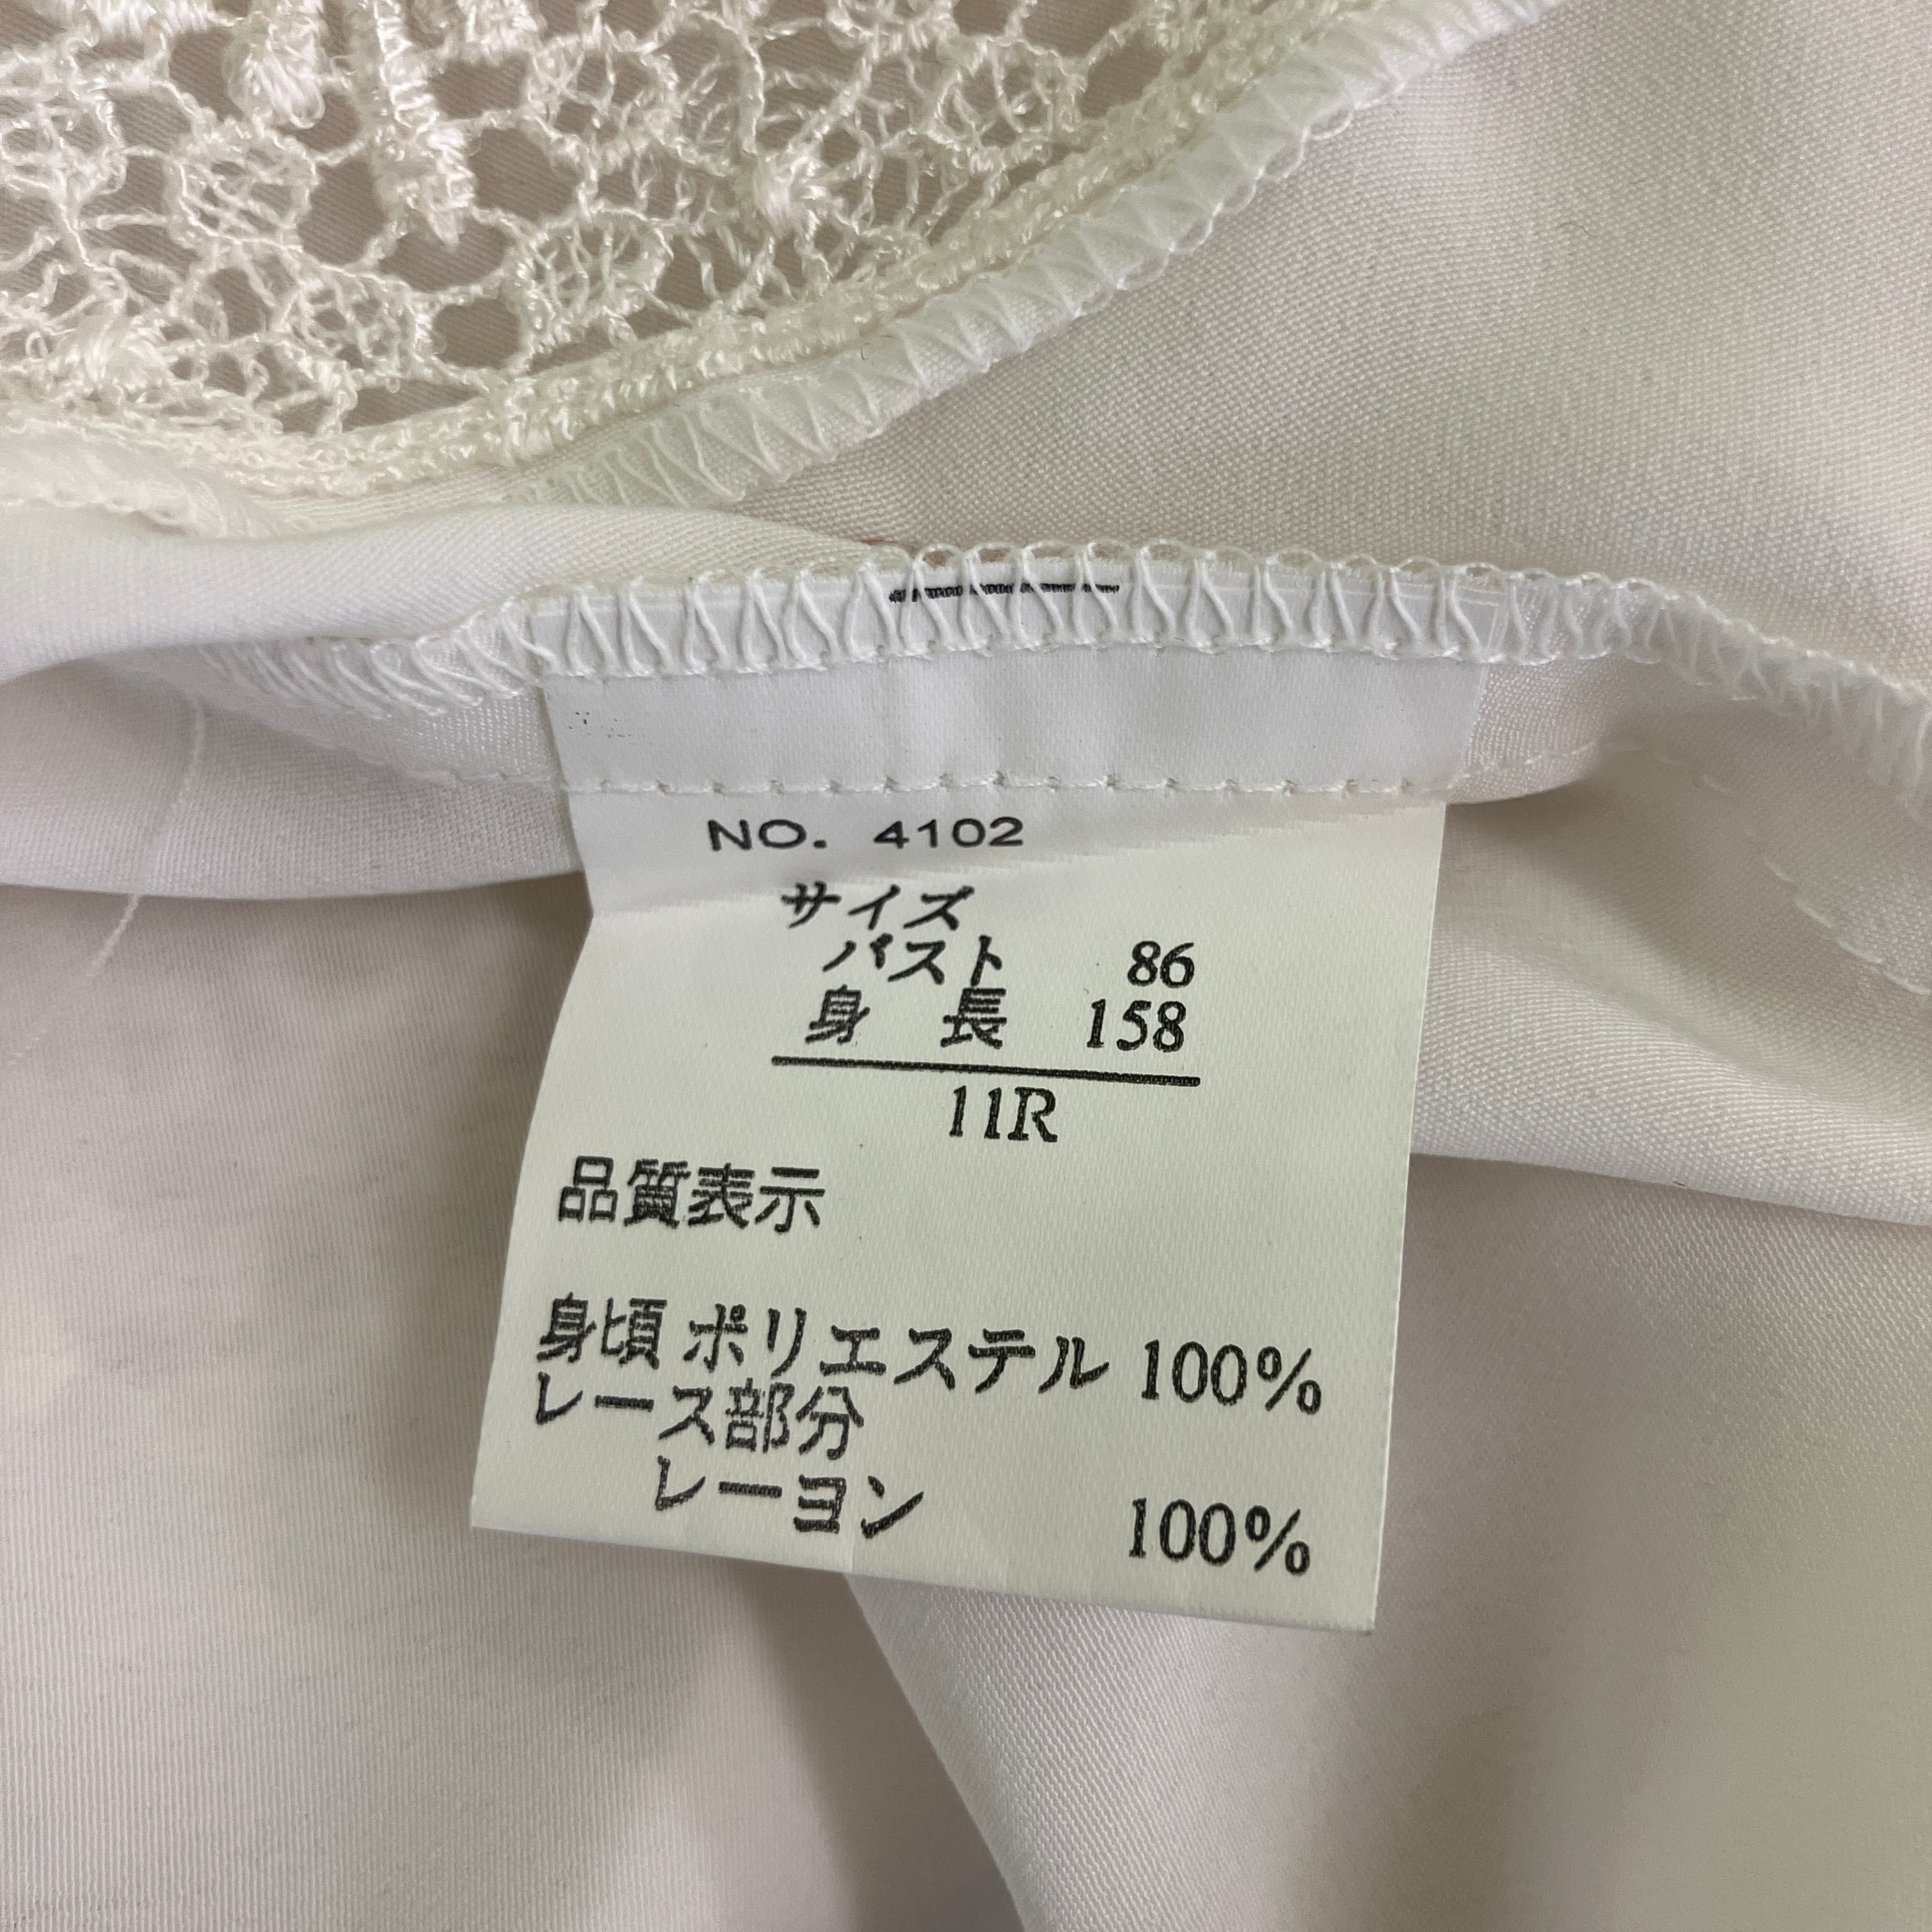 NO. 4102
サイズ
バスト 86
身 長 158
11R
品質表示
身頃 ポリエステル 100%
レース部分
レーヨン 100%